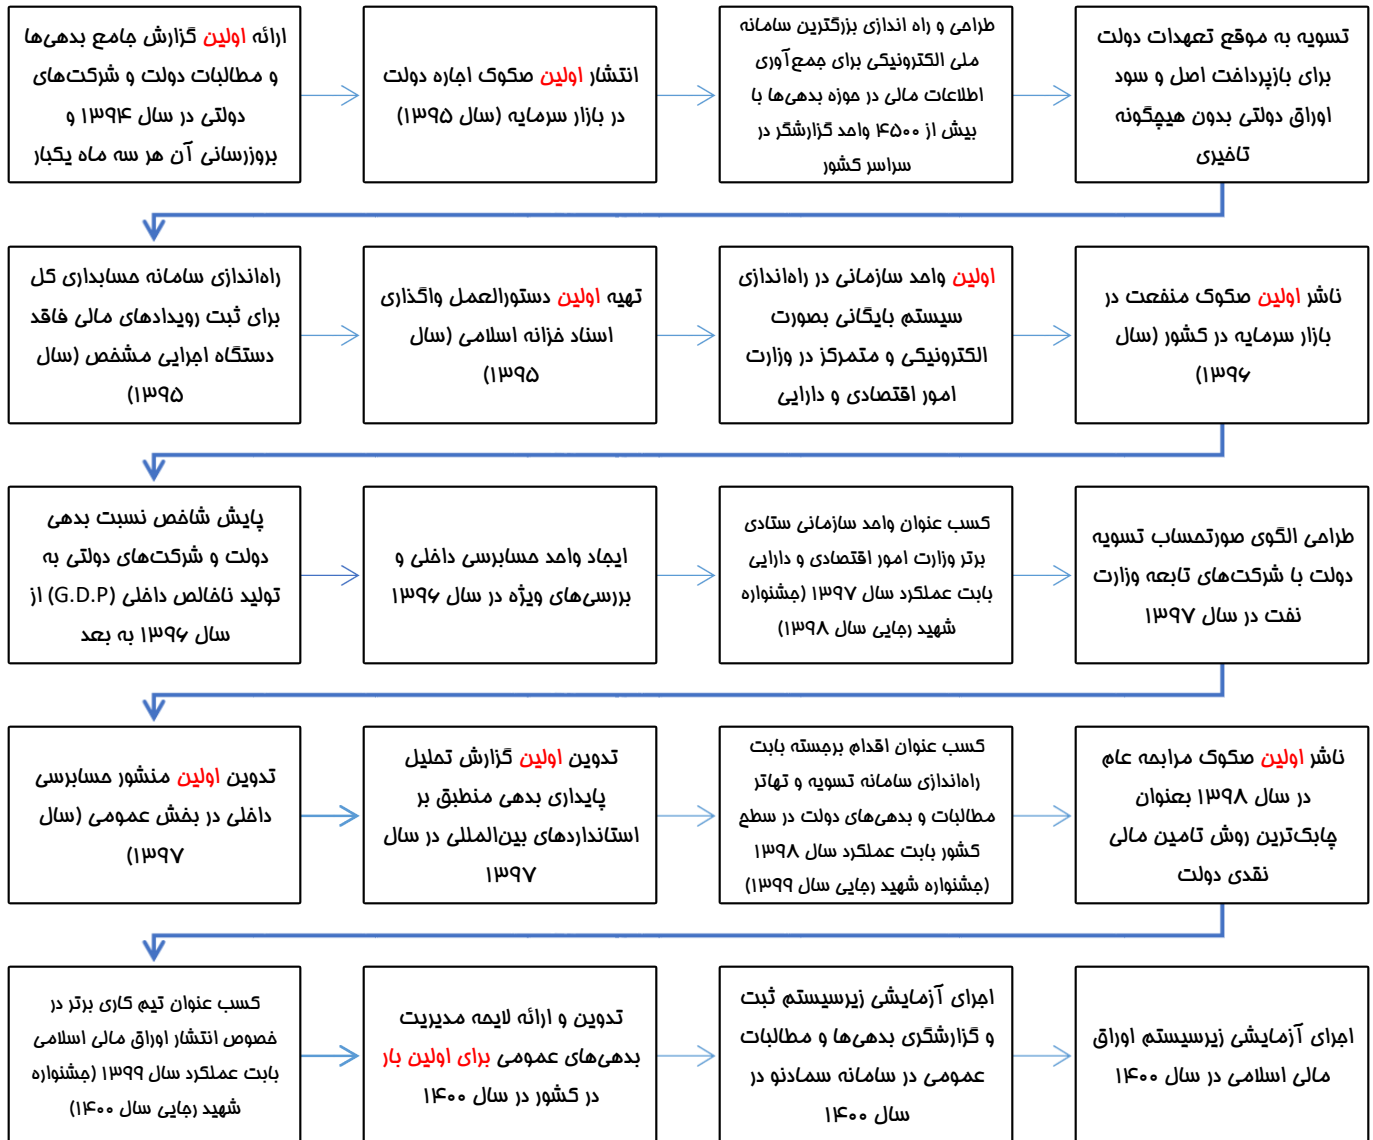 ارائه اولین گزارش جامع بدهی‌ها
و مطالبات دولت و شرکت‌های
دولتی در سال ۱۳۹۴ و
بروزرسانی آن هر سه ماه یکبار
انتشار اولین صکوک اجاره دولت
در بازار سرمایه (سال ۱۳۹۵)
طراحی و راه اندازی بزرگترین سامانه
ملی الکترونیکی برای جمع‌آوری
اطلاعات مالی در حوزه بدهی‌ها با
بیش از ۴۵۰۰ واحد گزارشگر در
سراسر کشور
تسویه به موقع تعهدات دولت
برای بازپرداخت اصل و سود
اوراق دولتی بدون هیچگونه
تاخیری
راه‌اندازی سامانه حسابداری کل
برای ثبت رویدادهای مالی فاقد
دستگاه اجرایی مشخص (سال
۱۳۹۵)
تهیه اولین دستورالعمل واگذاری
اسناد خزانه اسلامی (سال
۱۳۹۵)
اولین واحد سازمانی در راه‌اندازی
سیستم بایگانی بصورت
الکترونیکی و متمرکز در وزارت
امور اقتصادی و دارایی
ناشر اولین صکوک منفعت در
بازار سرمایه در کشور (سال
۱۳۹۶)
پایش شاخص نسبت بدهی
دولت و شرکت‌های دولتی به
تولید ناخالص داخلی (G.D.P) از
سال ۱۳۹۶ به بعد
ایجاد واحد حسابرسی داخلی و
بررسی‌های ویژه در سال ۱۳۹۶
کسب عنوان واحد سازمانی ستادی
برتر وزارت امور اقتصادی و دارایی
بابت عملکرد سال ۱۳۹۷ (جشنواره
شهید رجایی سال ۱۳۹۸)
طراحی الگوی صورتحساب تسویه
دولت با شرکت‌های تابعه وزارت
نفت در سال ۱۳۹۷
تدوین اولین منشور حسابرسی
داخلی در بخش عمومی (سال
۱۳۹۷)
تدوین اولین گزارش تحلیل
پایداری بدهی منطبق بر
استانداردهای بین‌المللی در سال
۱۳۹۷
کسب عنوان اقدام برجسته بابت
راه‌اندازی سامانه تسویه و تهاتر
مطالبات و بدهی‌های دولت در سطح
کشور بابت عملکرد سال ۱۳۹۸
(جشنواره شهید رجایی سال ۱۳۹۹)
ناشر اولین صکوک مرابحه عام
در سال ۱۳۹۸ بعنوان
چابک‌ترین روش تامین مالی
نقدی دولت
کسب عنوان تیم کاری برتر در
خصوص انتشار اوراق مالی اسلامی
بابت عملکرد سال ۱۳۹۹ (جشنواره
شهید رجایی سال ۱۴۰۰)
تدوین و ارائه لایحه مدیریت
بدهی‌های عمومی برای اولین بار
در کشور در سال ۱۴۰۰
اجرای آزمایشی زیرسیستم ثبت
و گزارشگری بدهی‌ها و مطالبات
عمومی در سامانه سمادنو در
سال ۱۴۰۰
اجرای آزمایشی زیرسیستم اوراق
مالی اسلامی در سال ۱۴۰۰